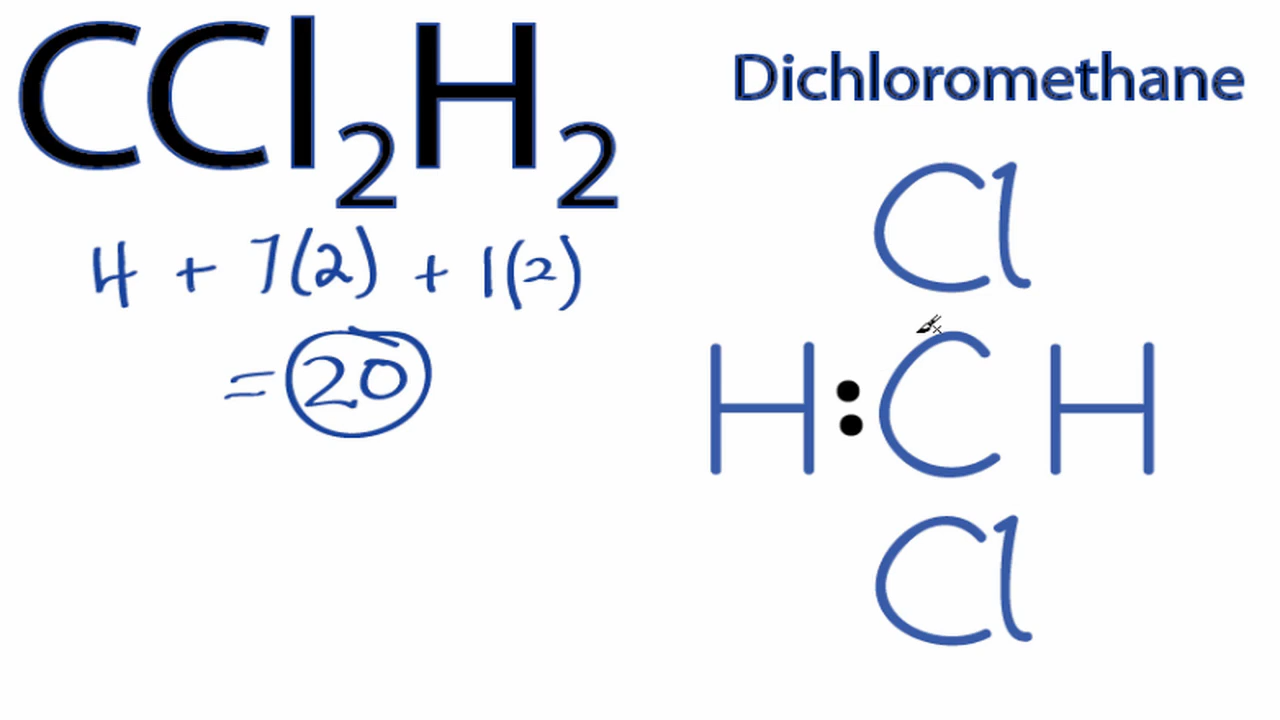 CCl₂H₂
Dichloromethane
4 + 7(2) + 1(2)
= 20
Cl
H : C H
Cl